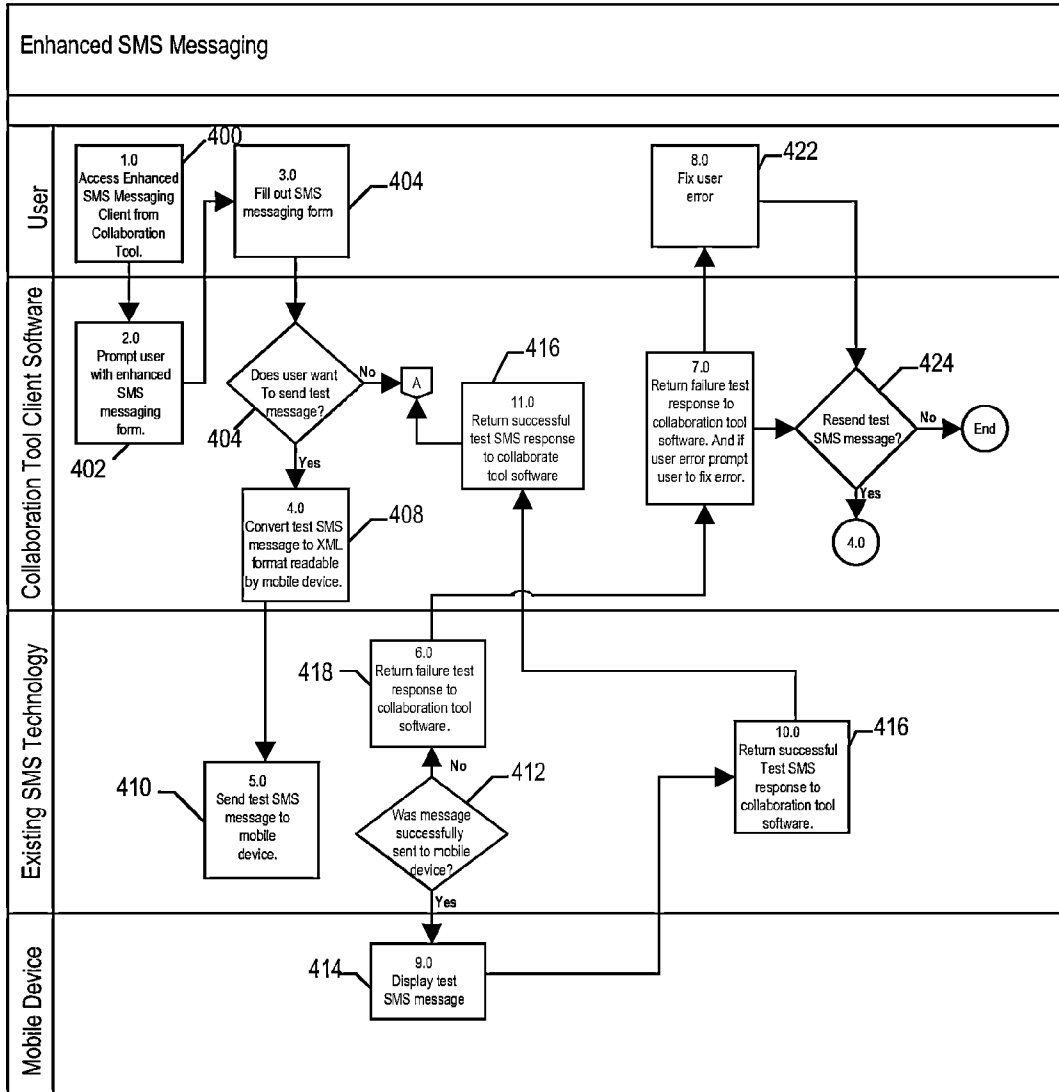 Enhanced SMS Messaging
User
1.0
Access Enhanced
SMS Messaging
Client from
Collaboration
Tool.
400
3.0
Fill out SMS
messaging form
404
8.0
Fix user
error
422
Collaboration Tool Client Software
2.0
Prompt user
with enhanced
SMS
messaging
form.
402
Does user want
To send test
message?
404
No
Yes
A
416
11.0
Return successful
test SMS response
to collaborate
tool software
7.0
Return failure test
response to
collaboration tool
software. And if
user error prompt
user to fix error.
424
Resend test
SMS message?
No
End
Yes
4.0
4.0
Convert test SMS
message to XML
format readable
by mobile device.
408
Existing SMS Technology
5.0
Send test SMS
message to
mobile
device.
410
6.0
Return failure test
response to
collaboration tool
software.
418
No
412
Was message
successfully
sent to mobile
device?
Yes
10.0
Return successful
Test SMS
response to
collaboration tool
software.
416
Mobile Device
9.0
Display test
SMS message
414